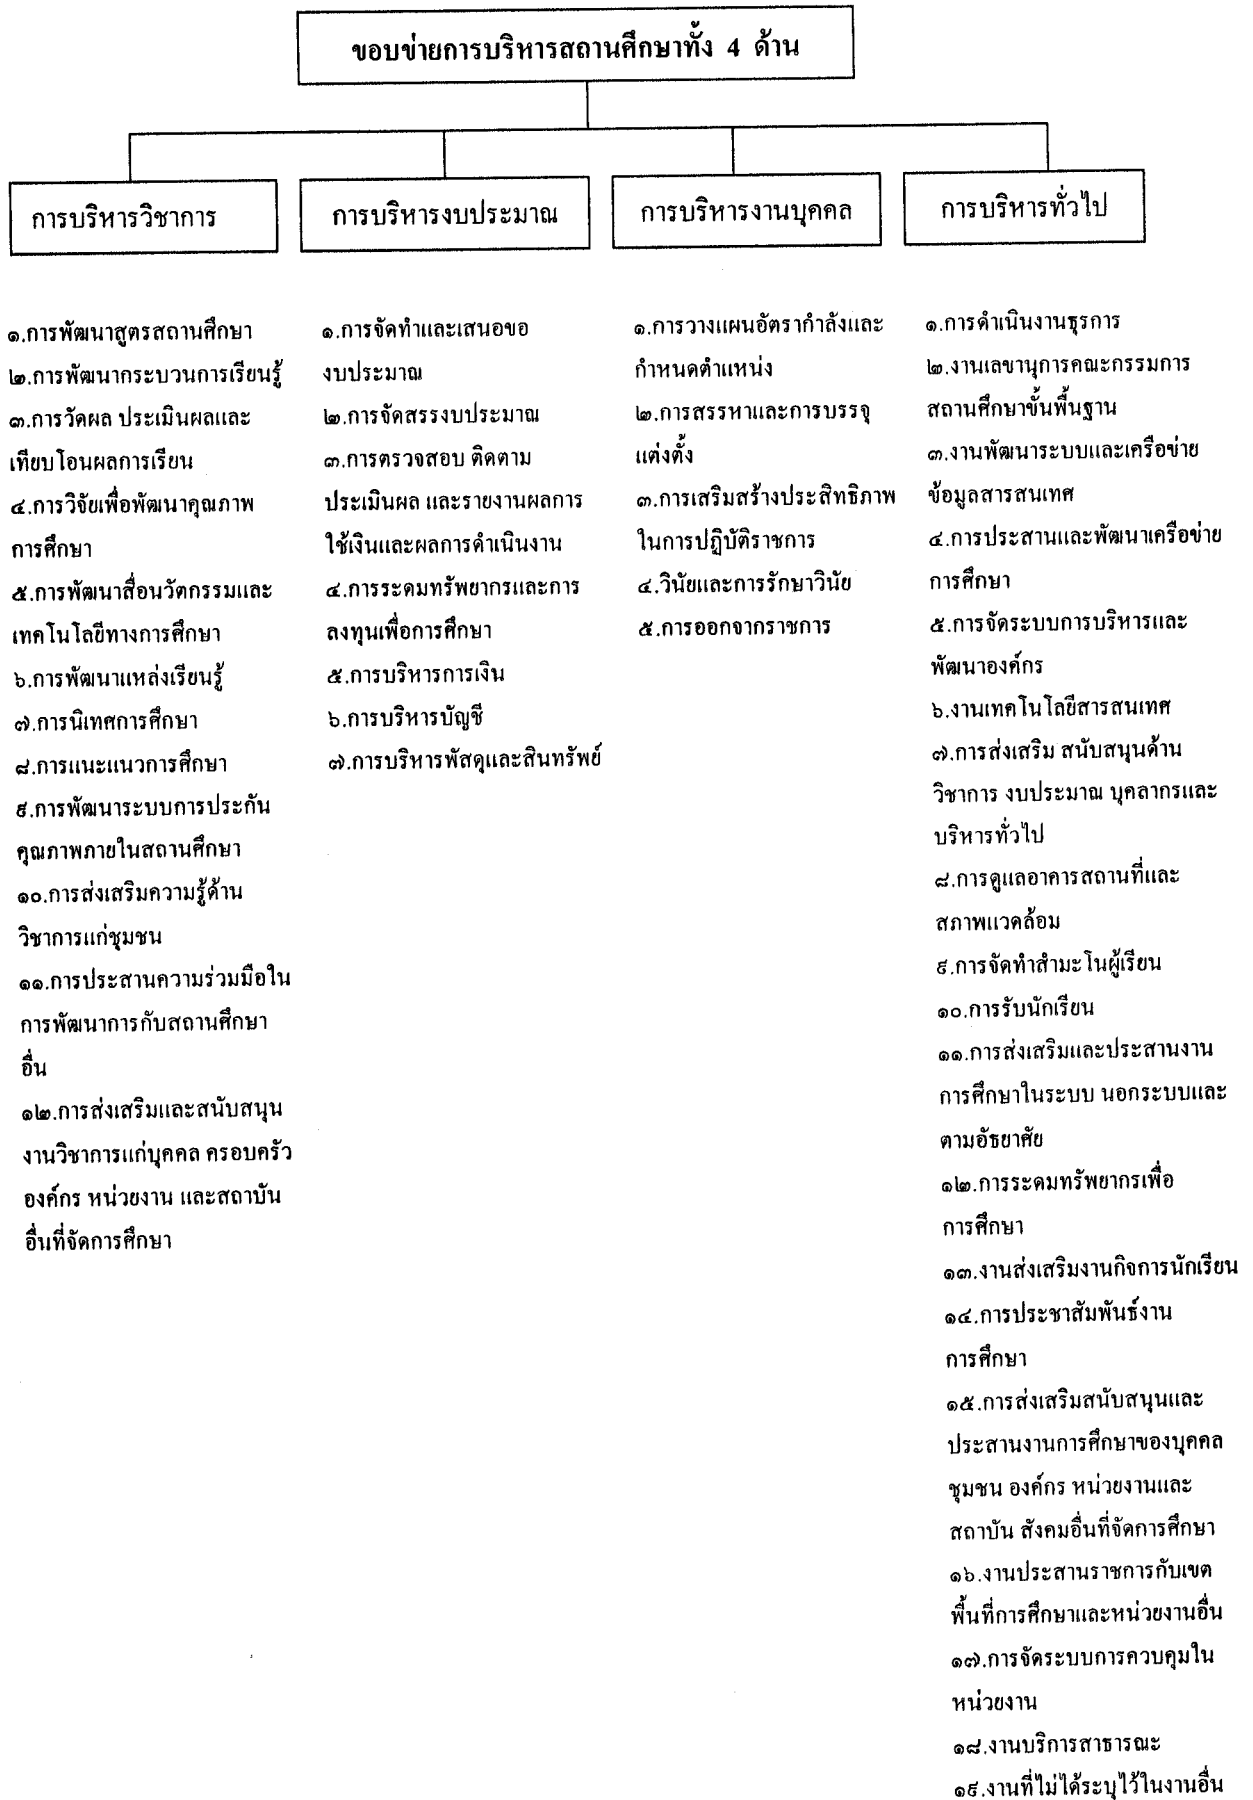 ขอบข่ายการบริหารสถานศึกษาทั้ง 4 ด้าน
การบริหารวิชาการ
๑.การพัฒนาสูตรสถานศึกษา
๒.การพัฒนากระบวนการเรียนรู้
๓.การวัดผล ประเมินผลและ
เทียบโอนผลการเรียน
๔.การวิจัยเพื่อพัฒนาคุณภาพ
การศึกษา
๕.การพัฒนาสื่อนวัตกรรมและ
เทคโนโลยีทางการศึกษา
๖.การพัฒนาแหล่งเรียนรู้
๗.การนิเทศการศึกษา
๘.การแนะแนวการศึกษา
๙.การพัฒนาระบบการประกัน
คุณภาพภายในสถานศึกษา
๑๐.การส่งเสริมความรู้ด้าน
วิชาการแก่ชุมชน
๑๑.การประสานความร่วมมือใน
การพัฒนาการกับสถานศึกษา
อื่น
๑๒.การส่งเสริมและสนับสนุน
งานวิชาการแก่บุคคล ครอบครัว
องค์กร หน่วยงาน และสถาบัน
อื่นที่จัดการศึกษา
การบริหารงบประมาณ
๑.การจัดทำและเสนอขอ
งบประมาณ
๒.การจัดสรรงบประมาณ
๓.การตรวจสอบ ติดตาม
ประเมินผล และรายงานผลการ
ใช้เงินและผลการดำเนินงาน
๔.การระดมทรัพยากรและการ
ลงทุนเพื่อการศึกษา
๕.การบริหารการเงิน
๖.การบริหารบัญชี
๗.การบริหารพัสดุและสินทรัพย์
การบริหารงานบุคคล
๑.การวางแผนอัตรากำลังและ
กำหนดตำแหน่ง
๒.การสรรหาและการบรรจุ
แต่งตั้ง
๓.การเสริมสร้างประสิทธิภาพ
ในการปฏิบัติราชการ
๔.วินัยและการรักษาวินัย
๕.การออกจากราชการ
การบริหารทั่วไป
๑.การดำเนินงานธุรการ
๒.งานเลขานุการคณะกรรมการ
สถานศึกษาขั้นพื้นฐาน
๓.งานพัฒนาระบบและเครือข่าย
ข้อมูลสารสนเทศ
๔.การประสานและพัฒนาเครือข่าย
การศึกษา
๕.การจัดระบบการบริหารและ
พัฒนาองค์กร
๖.งานเทคโนโลยีสารสนเทศ
๗.การส่งเสริม สนับสนุนด้าน
วิชาการ งบประมาณ บุคลากรและ
บริหารทั่วไป
๘.การดูแลอาคารสถานที่และ
สภาพแวดล้อม
๙.การจัดทำสำมะโนผู้เรียน
๑๐.การรับนักเรียน
๑๑.การส่งเสริมและประสานงาน
การศึกษาในระบบ นอกระบบและ
ตามอัธยาศัย
๑๒.การระดมทรัพยากรเพื่อ
การศึกษา
๑๓.งานส่งเสริมงานกิจการนักเรียน
๑๔.การประชาสัมพันธ์งาน
การศึกษา
๑๕.การส่งเสริมสนับสนุนและ
ประสานงานการศึกษาของบุคคล
ชุมชน องค์กร หน่วยงานและ
สถาบัน สังคมอื่นที่จัดการศึกษา
๑๖.งานประสานราชการกับเขต
พื้นที่การศึกษาและหน่วยงานอื่น
๑๗.การจัดระบบการควบคุมใน
หน่วยงาน
๑๘.งานบริการสาธารณะ
๑๙.งานที่ไม่ได้ระบุไว้ในงานอื่น